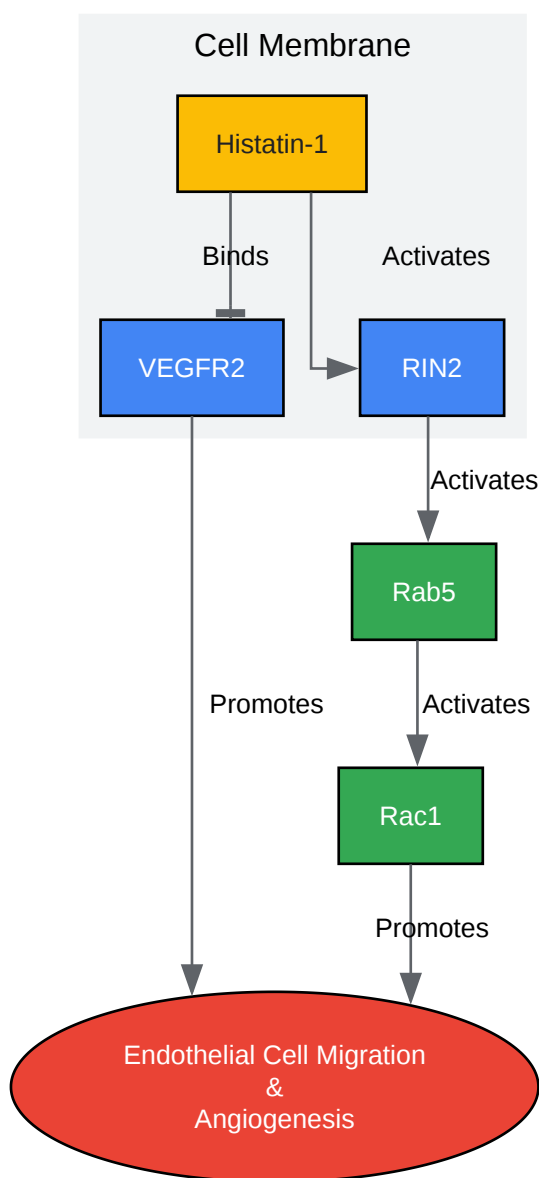 Cell Membrane
Histatin-1
Binds
Activates
VEGFR2
RIN2
Activates
Rab5
Promotes
Activates
Rac1
Promotes
Endothelial Cell Migration
&
Angiogenesis